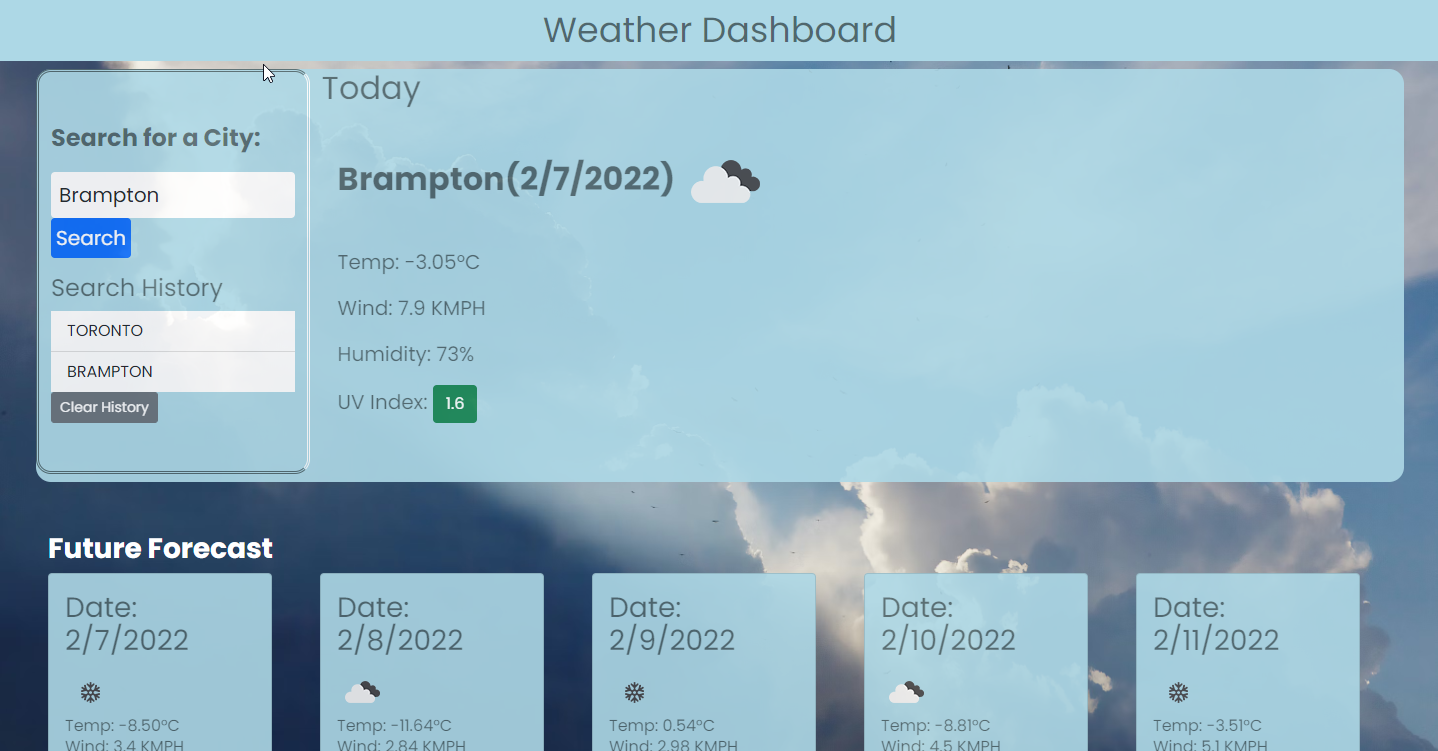 Weather Dashboard
Search for a City:
Brampton
Search
Search History
TORONTO
BRAMPTON
Clear History
Today
Brampton(2/7/2022)
Temp: -3.05°C
Wind: 7.9 KMPH
Humidity: 73%
UV Index: 1.6
Future Forecast
Date:
2/7/2022
Temp: -8.50°C
Wind: 3.4 KMPH
Date:
2/8/2022
Temp: -11.64°C
Wind: 2.84 KMPH
Date:
2/9/2022
Temp: 0.54°C
Wind: 2.98 KMPH
Date:
2/10/2022
Temp: -8.81°C
Wind: 4.5 KMPH
Date:
2/11/2022
Temp: -3.51°C
Wind: 5.1 KMPH